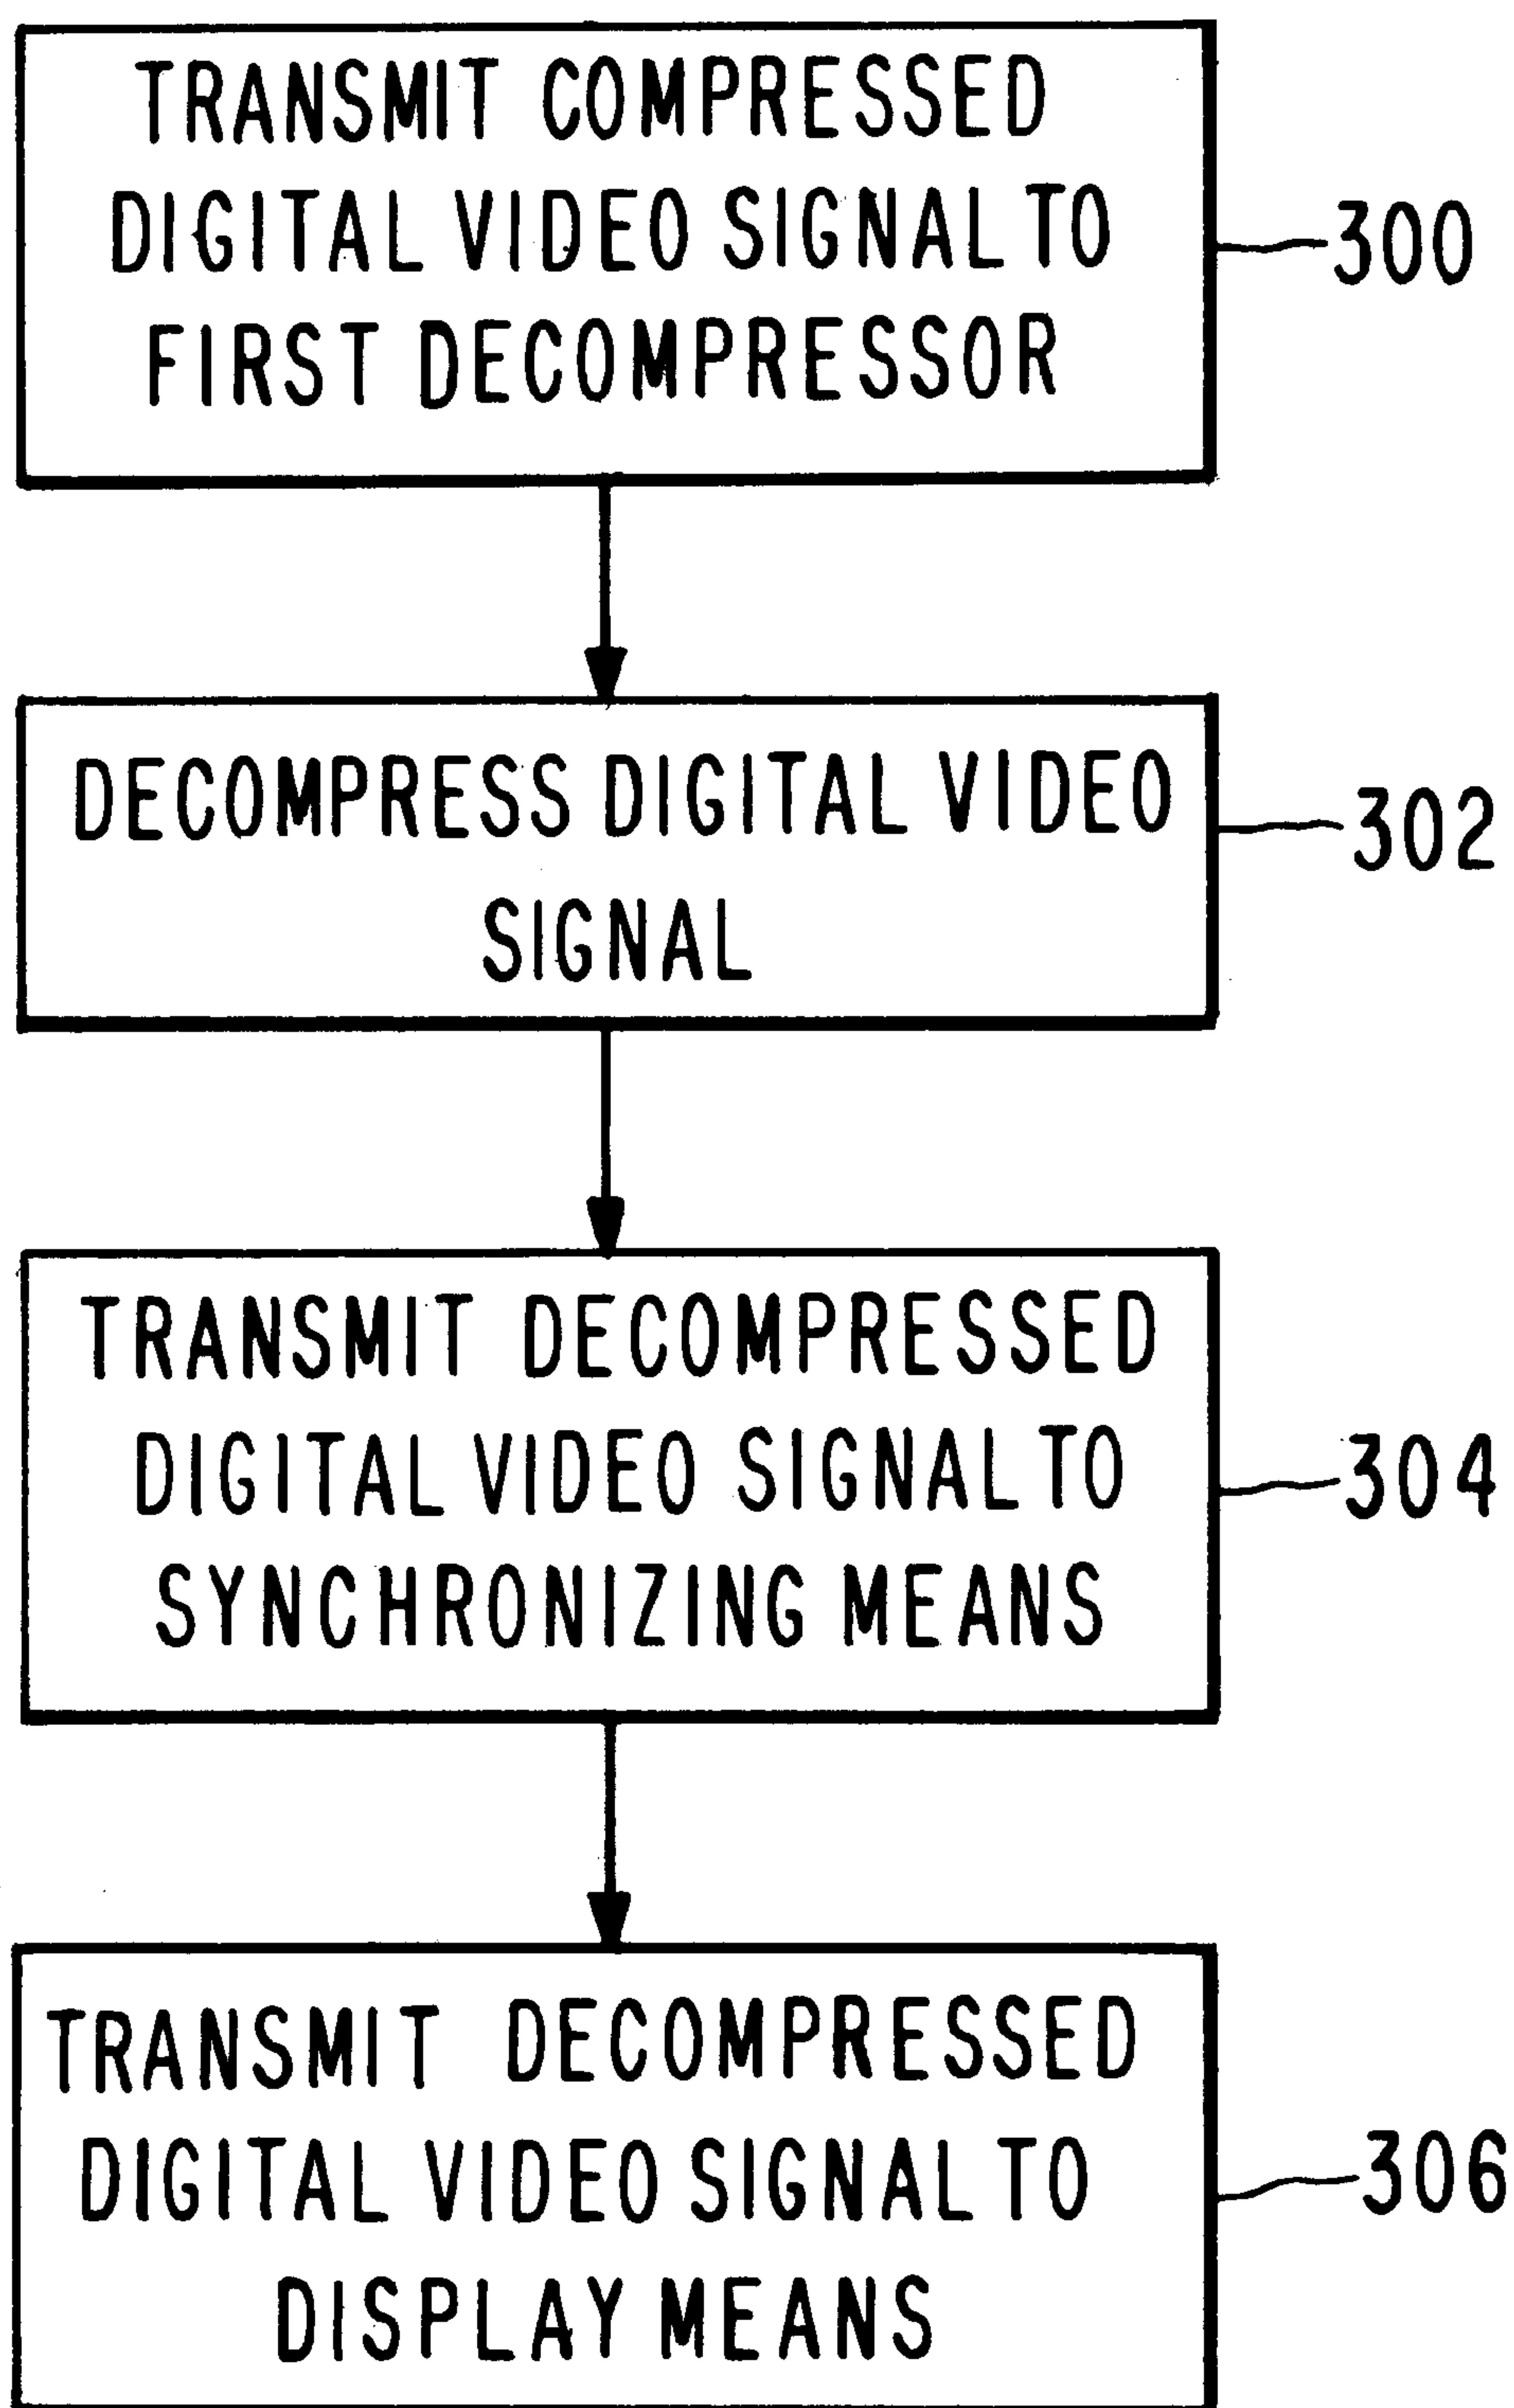 TRANSMIT COMPRESSED
DIGITAL VIDEO SIGNAL TO
FIRST DECOMPRESSOR
300
DECOMPRESS DIGITAL VIDEO
SIGNAL
302
TRANSMIT DECOMPRESSED
DIGITAL VIDEO SIGNAL TO
SYNCHRONIZING MEANS
304
TRANSMIT DECOMPRESSED
DIGITAL VIDEO SIGNAL TO
DISPLAY MEANS
306